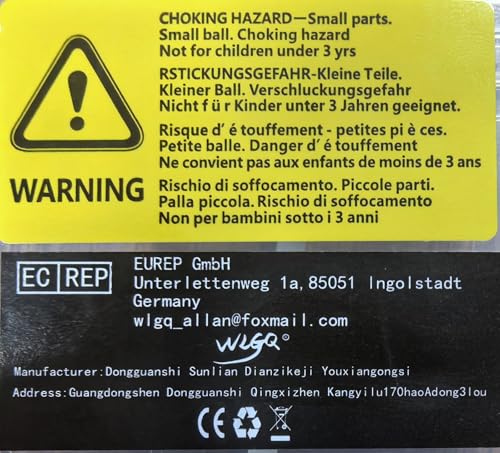 CHOKING HAZARD—Small parts.
Small ball. Choking hazard
Not for children under 3 yrs
RSTICKUNGSGEFAHR-Kleine Teile.
Kleiner Ball. Verschluckungsgefahr
Nicht f ü r Kinder unter 3 Jahren geeignet.
Risque d' é touffement - petites pi è ces.
Petite balle. Danger d' é touffement
Ne convient pas aux enfants de moins de 3 ans
WARNING
Rischio di soffocamento. Piccole parti.
Palla piccola. Rischio di soffocamento
Non per bambini sotto i 3 anni
EC REP
EUREP GmbH
Unterlettenweg 1a, 85051 Ingolstadt
Germany
wlgq_allan@foxmail.com
WLGQ®
Manufacturer: Dongguanshi Sunlian Dianzikeji Youxiangongsi
Address: Guangdongshen Dongguanshi Qingxizhen Kangyilu170haoAdong3lou
CE